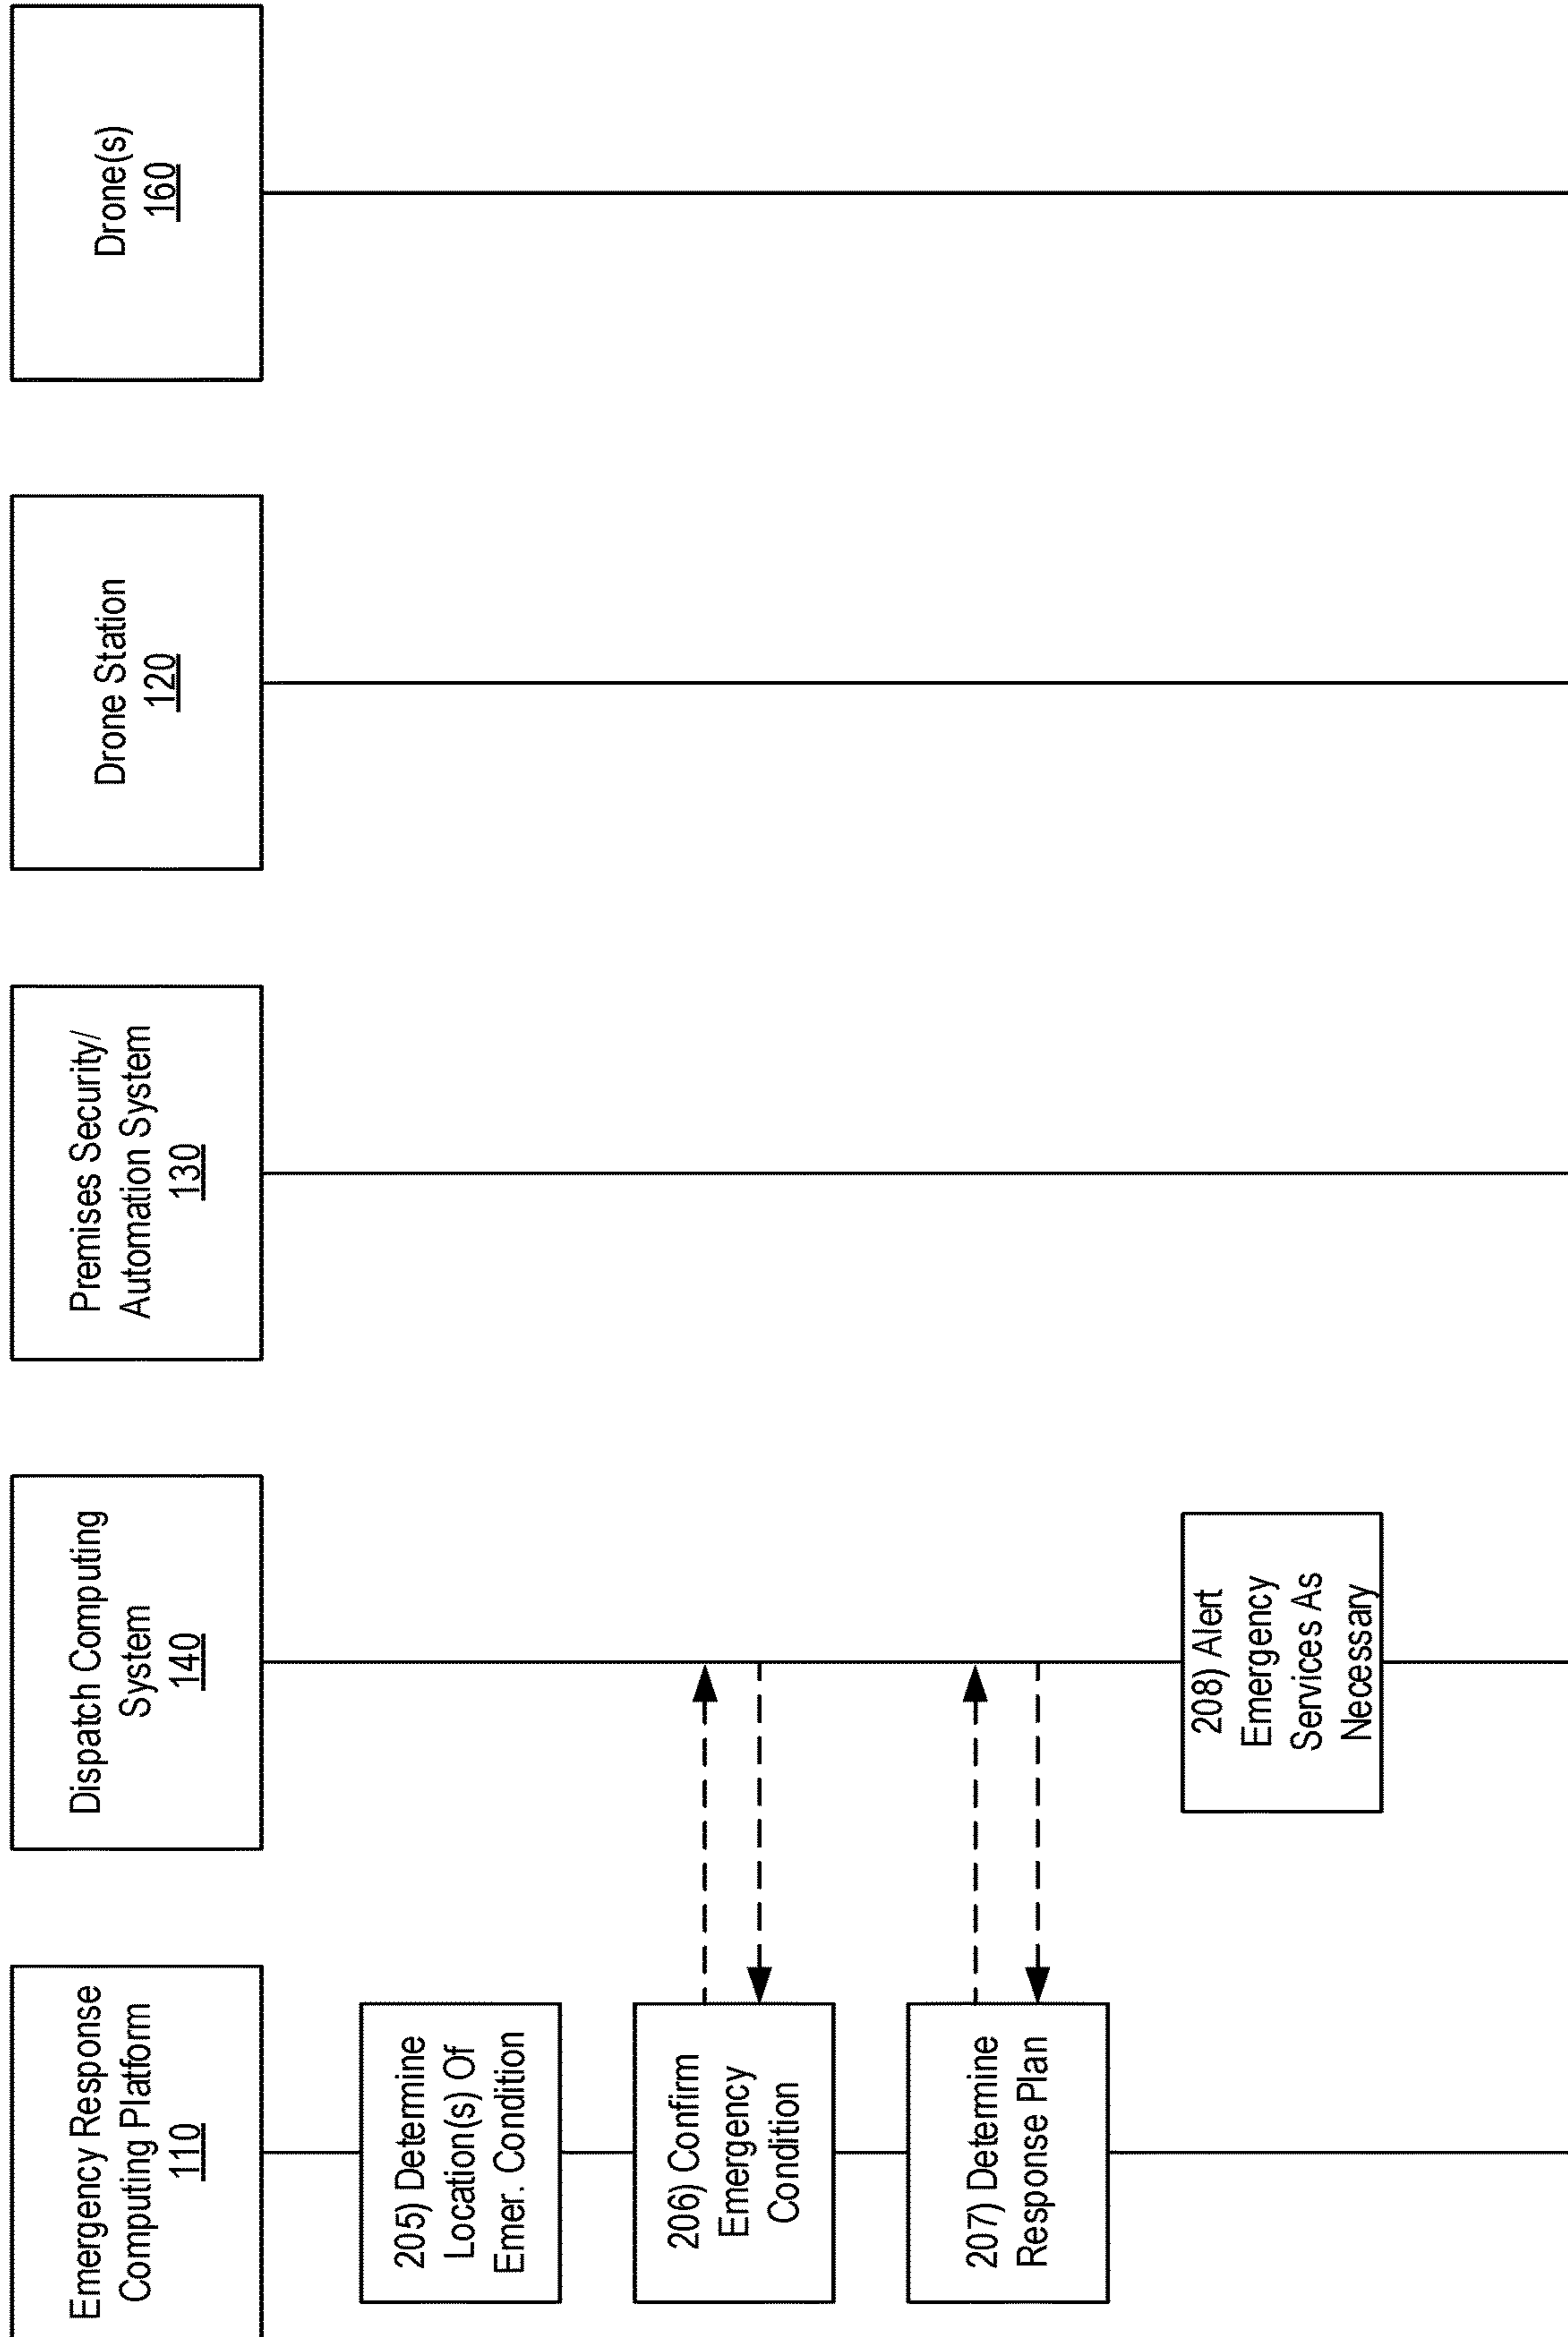 Emergency Response
Computing Platform
110
Dispatch Computing
System
140
Premises Security/
Automation System
130
Drone Station
120
Drone(s)
160
205) Determine
Location(s) Of
Emer. Condition
206) Confirm
Emergency
Condition
207) Determine
Response Plan
208) Alert
Emergency
Services As
Necessary